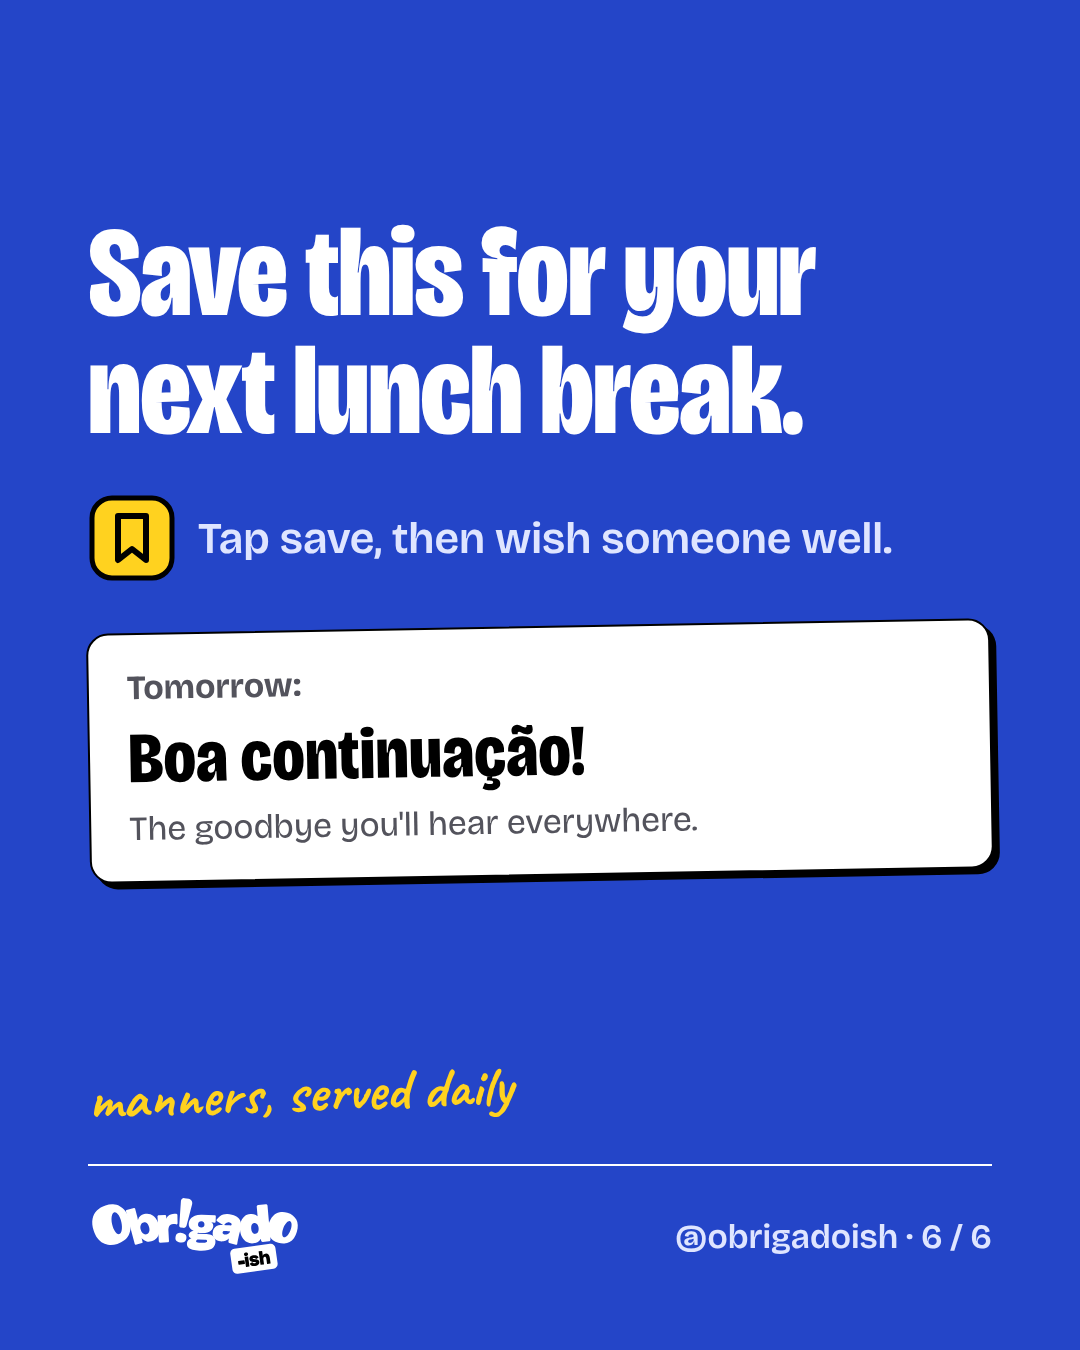 Save this for your
next lunch break.
Tap save, then wish someone well.
Tomorrow:
Boa continuação!
The goodbye you'll hear everywhere.
manners, served daily
Obr!gado
-ish
@obrigadoish · 6 / 6